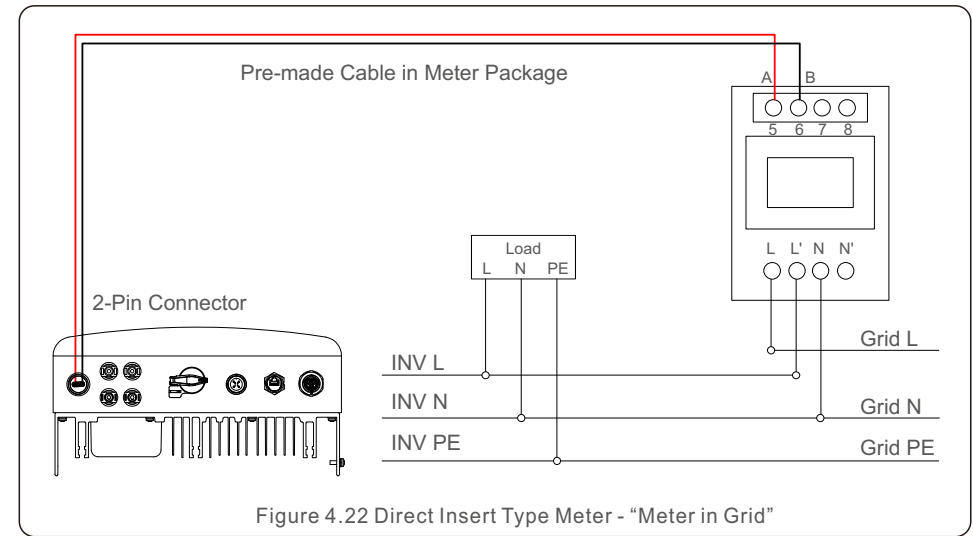 Pre-made Cable in Meter Package
A B
5 6 7 8
Load
L N PE
L L' N N'
2-Pin Connector
Grid L
INV L
INV N
Grid N
INV PE
Grid PE
Figure 4.22 Direct Insert Type Meter - “Meter in Grid”